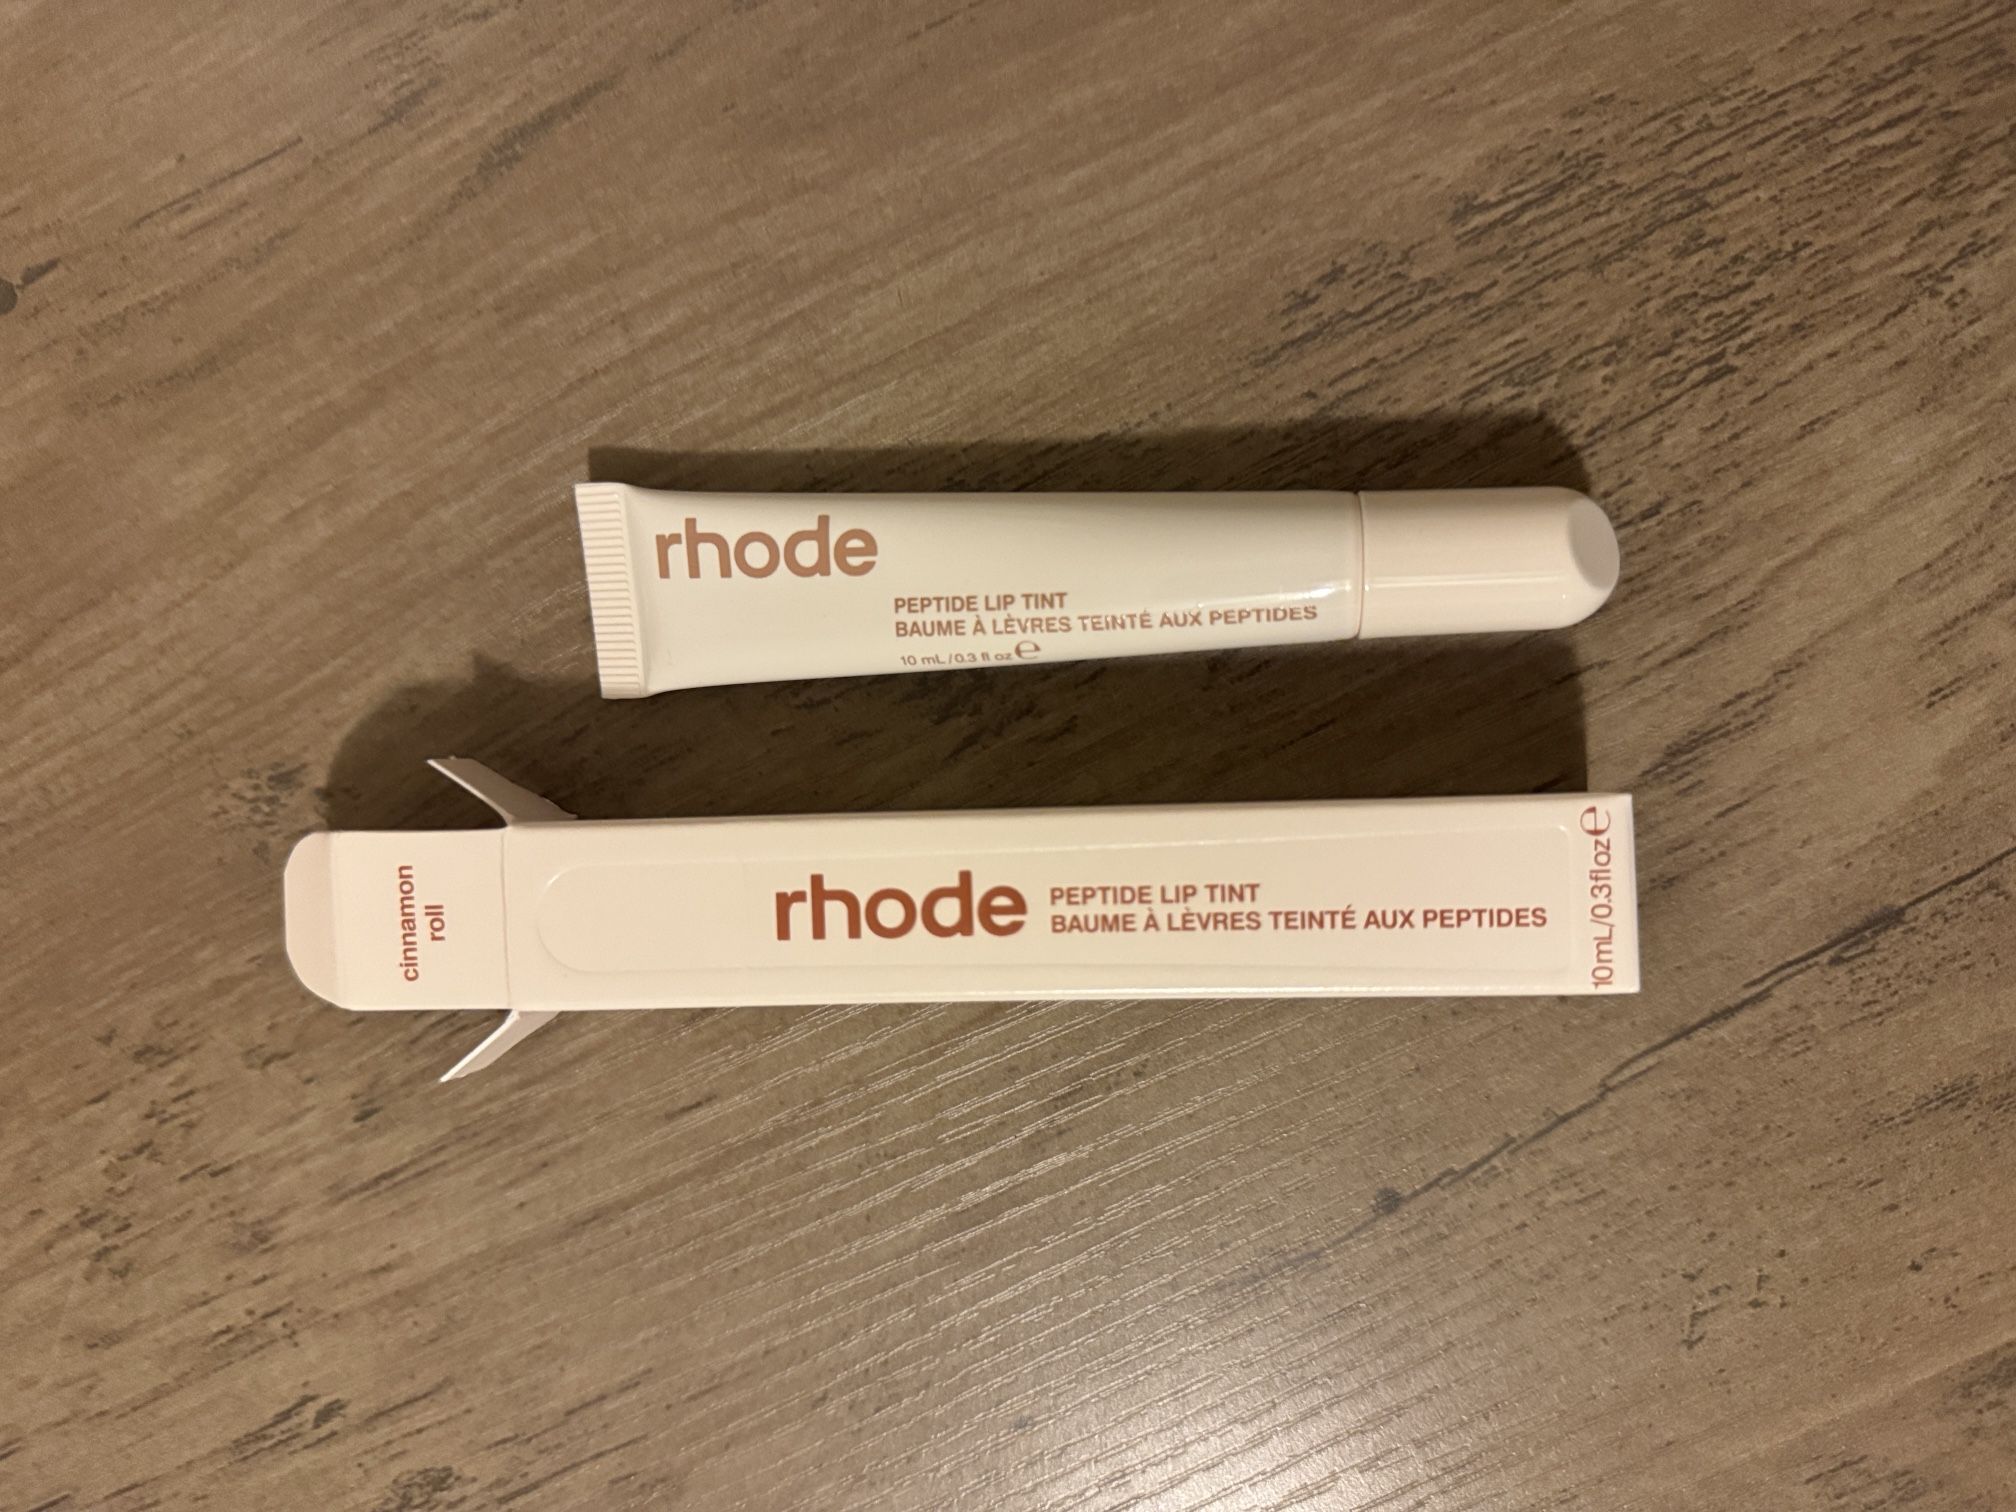 rhode
PEPTIDE LIP TINT
BAUME À LÈVRES TEINTÉ AUX PEPTIDES
10 mL / 0.3 fl oz ℮
cinnamon
roll
rhode
PEPTIDE LIP TINT
BAUME À LÈVRES TEINTÉ AUX PEPTIDES
10mL/0.3floz℮